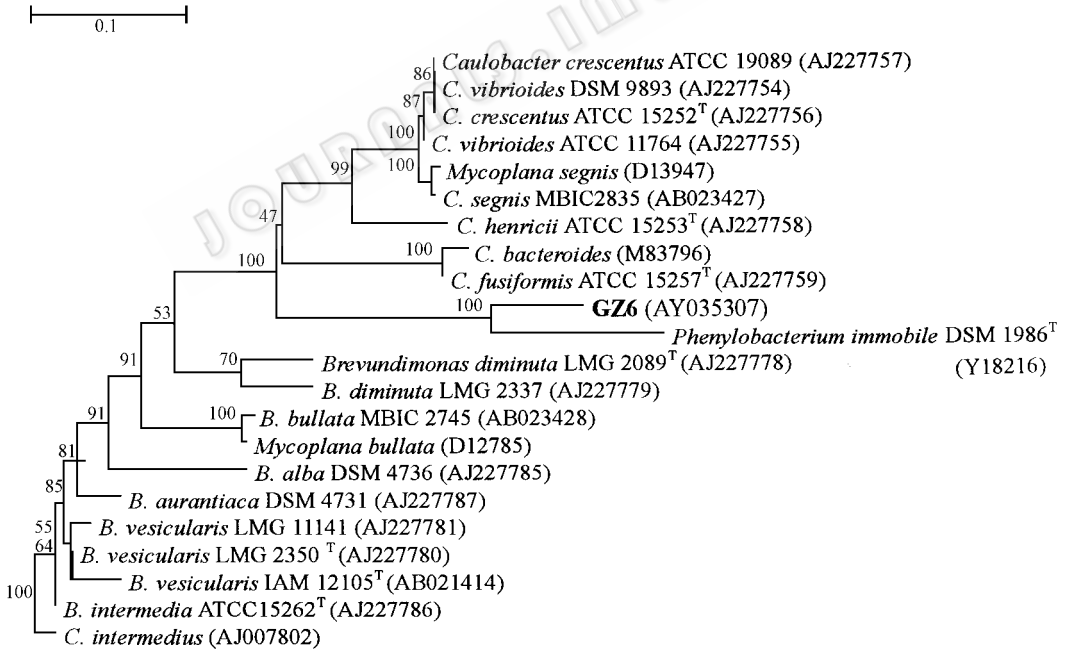 0.1
JOURNALS.IM
Caulobacter crescentus ATCC 19089 (AJ227757)
86
C. vibrioides DSM 9893 (AJ227754)
87
C. crescentus ATCC 15252T (AJ227756)
100
C. vibrioides ATCC 11764 (AJ227755)
99
100
Mycoplana segnis (D13947)
C. segnis MBIC2835 (AB023427)
47
C. henricii ATCC 15253T (AJ227758)
100
100
C. bacteroides (M83796)
C. fusiformis ATCC 15257T (AJ227759)
53
100
GZ6 (AY035307)
Phenylobacterium immobile DSM 1986T
91
70
Brevundimonas diminuta LMG 2089T (AJ227778)
(Y18216)
B. diminuta LMG 2337 (AJ227779)
91
100
B. bullata MBIC 2745 (AB023428)
Mycoplana bullata (D12785)
81
B. alba DSM 4736 (AJ227785)
85
B. aurantiaca DSM 4731 (AJ227787)
55
B. vesicularis LMG 11141 (AJ227781)
64
B. vesicularis LMG 2350 T (AJ227780)
B. vesicularis IAM 12105T (AB021414)
100
B. intermedia ATCC15262T (AJ227786)
C. intermedius (AJ007802)